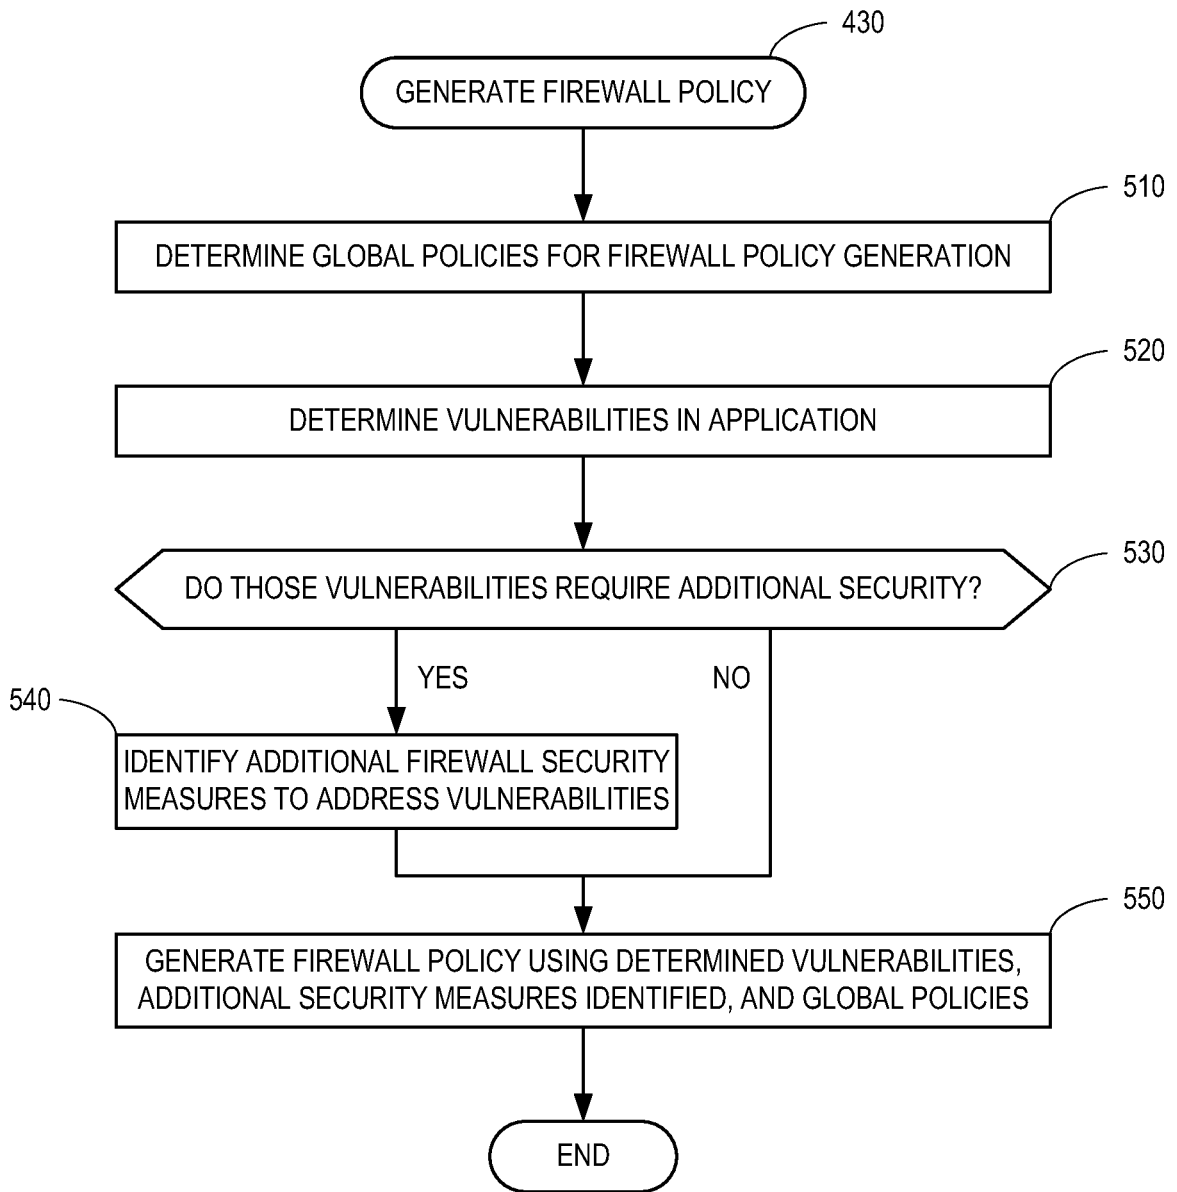 430
GENERATE FIREWALL POLICY
510
DETERMINE GLOBAL POLICIES FOR FIREWALL POLICY GENERATION
520
DETERMINE VULNERABILITIES IN APPLICATION
530
DO THOSE VULNERABILITIES REQUIRE ADDITIONAL SECURITY?
YES
NO
540
IDENTIFY ADDITIONAL FIREWALL SECURITY
MEASURES TO ADDRESS VULNERABILITIES
550
GENERATE FIREWALL POLICY USING DETERMINED VULNERABILITIES,
ADDITIONAL SECURITY MEASURES IDENTIFIED, AND GLOBAL POLICIES
END